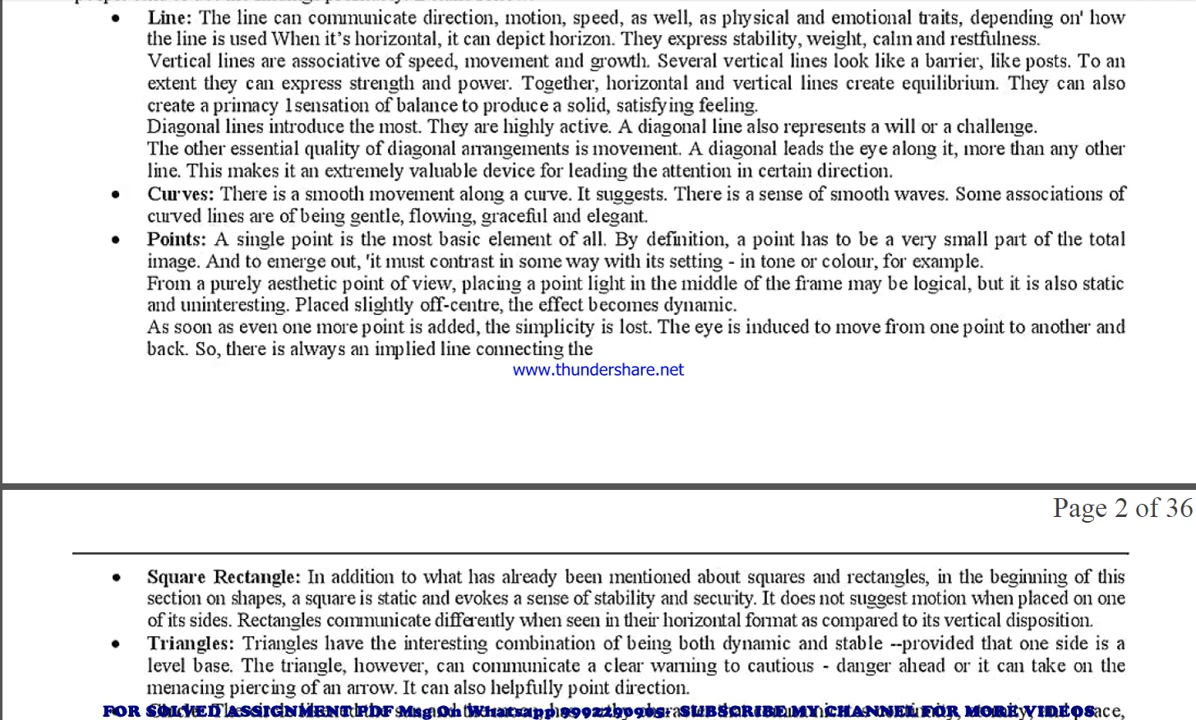 • Line: The line can communicate direction, motion, speed, as well, as physical and emotional traits, depending on' how
the line is used When it's horizontal, it can depict horizon. They express stability, weight, calm and restfulness.
Vertical lines are associative of speed, movement and growth. Several vertical lines look like a barrier, like posts. To an
extent they can express strength and power. Together, horizontal and vertical lines create equilibrium. They can also
create a primacy 1sensation of balance to produce a solid, satisfying feeling.
Diagonal lines introduce the most. They are highly active. A diagonal line also represents a will or a challenge.
The other essential quality of diagonal arrangements is movement. A diagonal leads the eye along it, more than any other
line. This makes it an extremely valuable device for leading the attention in certain direction.
• Curves: There is a smooth movement along a curve. It suggests. There is a sense of smooth waves. Some associations of
curved lines are of being gentle, flowing, graceful and elegant.
• Points: A single point is the most basic element of all. By definition, a point has to be a very small part of the total
image. And to emerge out, 'it must contrast in some way with its setting - in tone or colour, for example.
From a purely aesthetic point of view, placing a point light in the middle of the frame may be logical, but it is also static
and uninteresting. Placed slightly off-centre, the effect becomes dynamic.
As soon as even one more point is added, the simplicity is lost. The eye is induced to move from one point to another and
back. So, there is always an implied line connecting the
www.thundershare.net
Page 2 of 36
• Square Rectangle: In addition to what has already been mentioned about squares and rectangles, in the beginning of this
section on shapes, a square is static and evokes a sense of stability and security. It does not suggest motion when placed on one
of its sides. Rectangles communicate differently when seen in their horizontal format as compared to its vertical disposition.
• Triangles: Triangles have the interesting combination of being both dynamic and stable --provided that one side is a
level base. The triangle, however, can communicate a clear warning to cautious - danger ahead or it can take on the
menacing piercing of an arrow. It can also helpfully point direction.
FOR SOLVED ASSIGNMENT PDF Msg On Whatsapp 9992290905- SUBSCRIBE MY CHANNEL FOR MORE VIDEOS